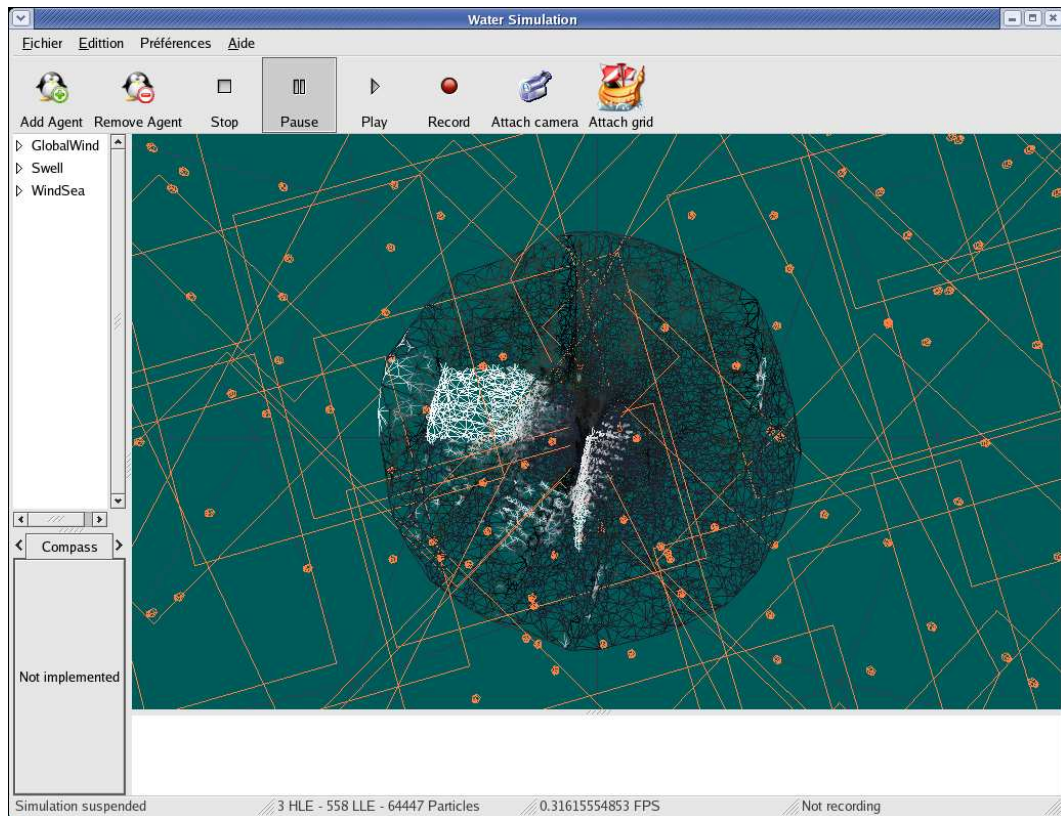 Water Simulation
Fichier Edittion Préférences Aide
Add Agent Remove Agent Stop Pause Play Record Attach camera Attach grid
GlobalWind
Swell
WindSea
Compass
Not implemented
Simulation suspended 3 HLE - 558 LLE - 64447 Particles 0.31615554853 FPS Not recording